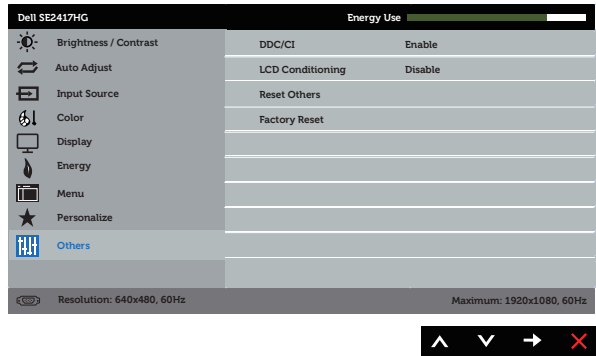 Dell SE2417HG Energy Use
Brightness / Contrast
DDC/CI Enable
Auto Adjust
LCD Conditioning Disable
Input Source
Reset Others
Color
Factory Reset
Display
Energy
Menu
Personalize
Others
Resolution: 640x480, 60Hz Maximum: 1920x1080, 60Hz